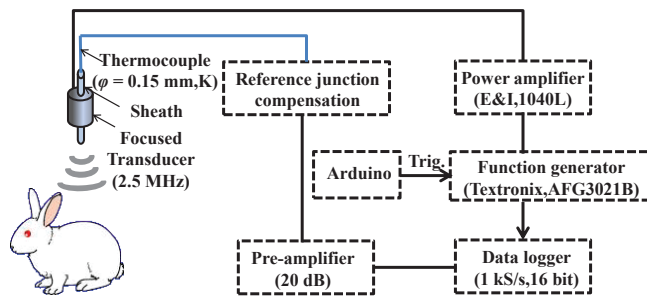 Thermocouple
(φ = 0.15 mm,K)
Sheath
Focused
Transducer
(2.5 MHz)
Reference junction
compensation
Power amplifier
(E&I,1040L)
Arduino
Trig.
Function generator
(Textronix,AFG3021B)
Pre-amplifier
(20 dB)
Data logger
(1 kS/s,16 bit)